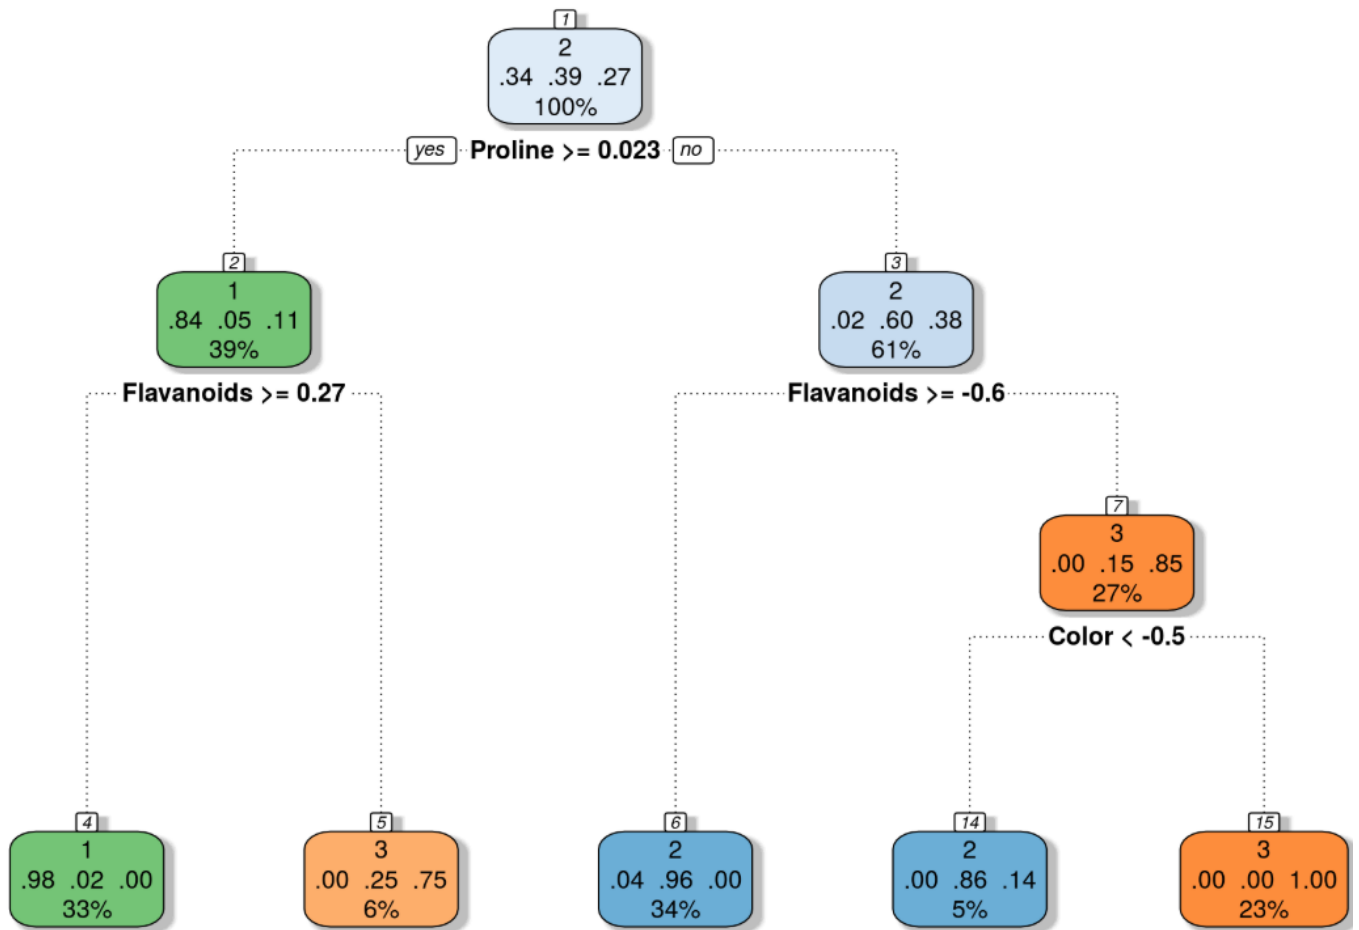 1
2
.34 .39 .27
100%
yes Proline >= 0.023 no
2
1
.84 .05 .11
39%
3
2
.02 .60 .38
61%
Flavanoids >= 0.27
Flavanoids >= -0.6
7
3
.00 .15 .85
27%
Color < -0.5
4
1
.98 .02 .00
33%
5
3
.00 .25 .75
6%
6
2
.04 .96 .00
34%
14
2
.00 .86 .14
5%
15
3
.00 .00 1.00
23%